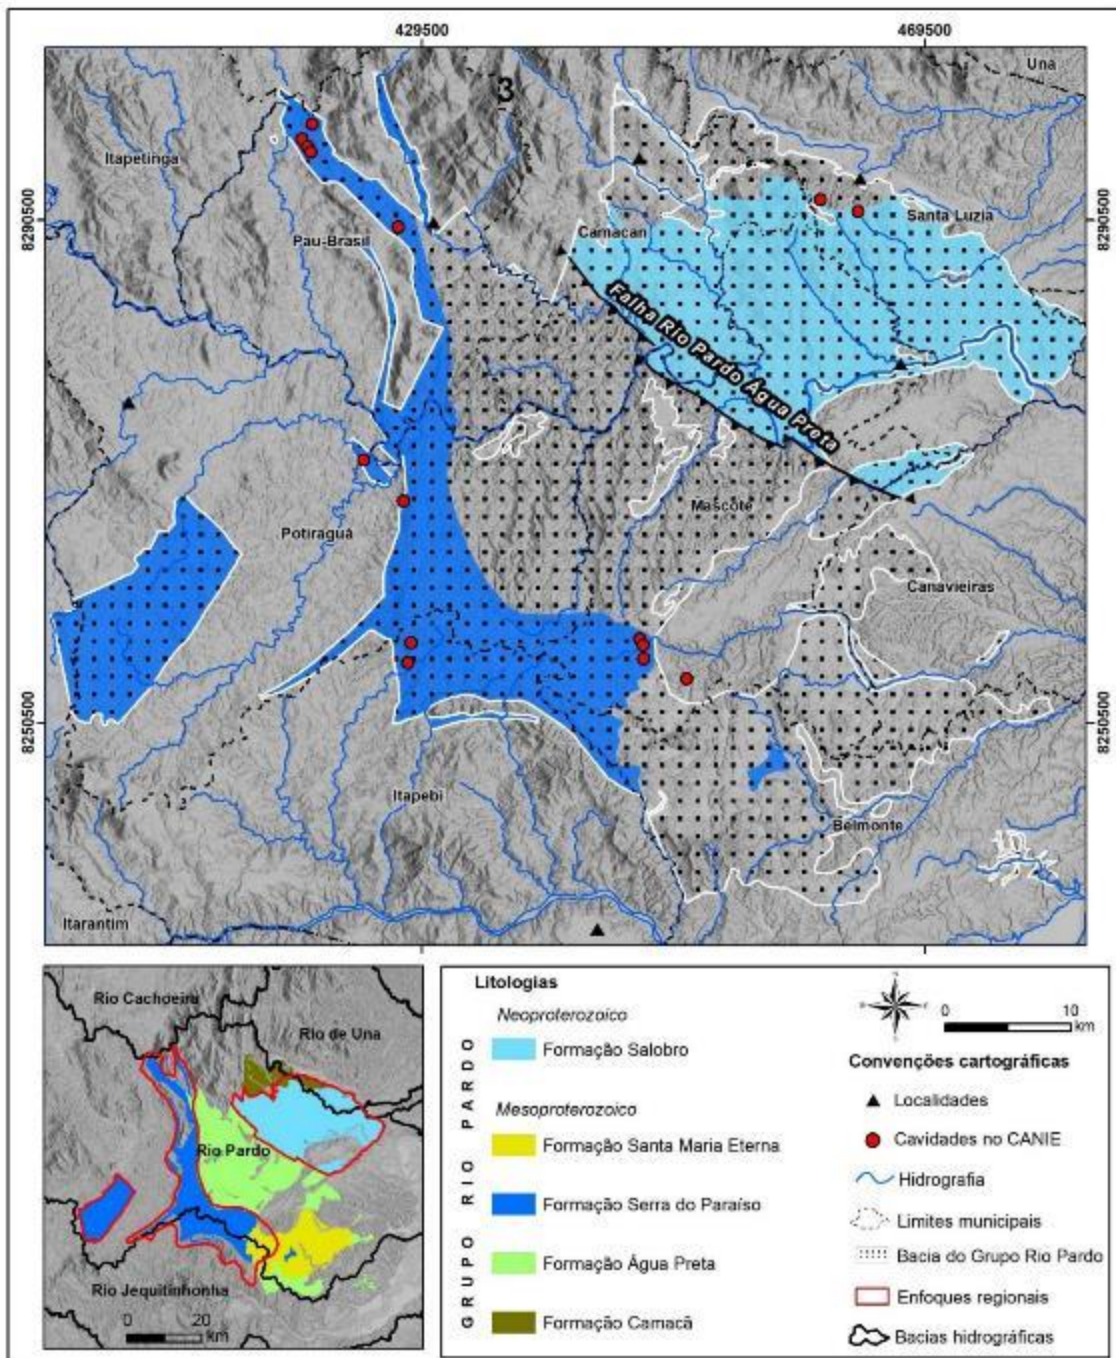 429500
469500
3
Una
Itapetinga
8290500
8290500
Santa Luzia
Camacan
Pau-Brasil
Falha Rio Pardo Água Preta
Mascote
Potiraguá
Canavieiras
8250500
8250500
Itapebi
Belmonte
Itarantim
429500
469500
Rio Cachoeira
Rio de Una
Rio Pardo
Rio Jequitinhonha
0 20
km
Litologias
GRUPO RIO PARDO
Neoproterozoico
Formação Salobro
Mesoproterozoico
Formação Santa Maria Eterna
Formação Serra do Paraíso
Formação Água Preta
Formação Camacã
0 10
km
Convenções cartográficas
Localidades
Cavidades no CANIE
Hidrografia
Limites municipais
Bacia do Grupo Rio Pardo
Enfoques regionais
Bacias hidrográficas